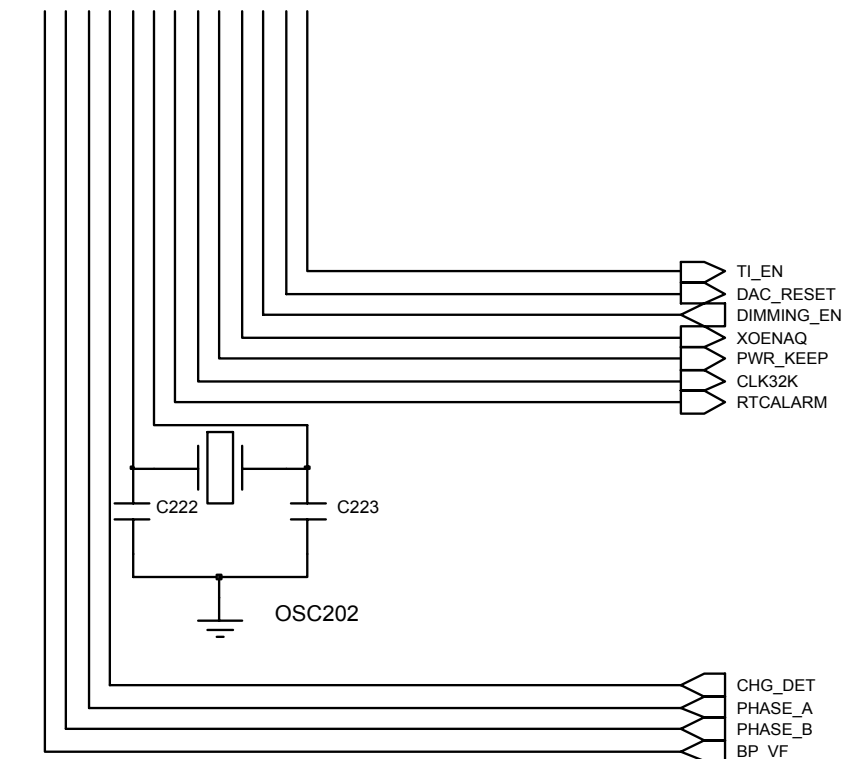 TI_EN
DAC_RESET
DIMMING_EN
XOENAQ
PWR_KEEP
CLK32K
RTCALARM
C222
C223
OSC202
CHG_DET
PHASE_A
PHASE_B
BP_VF